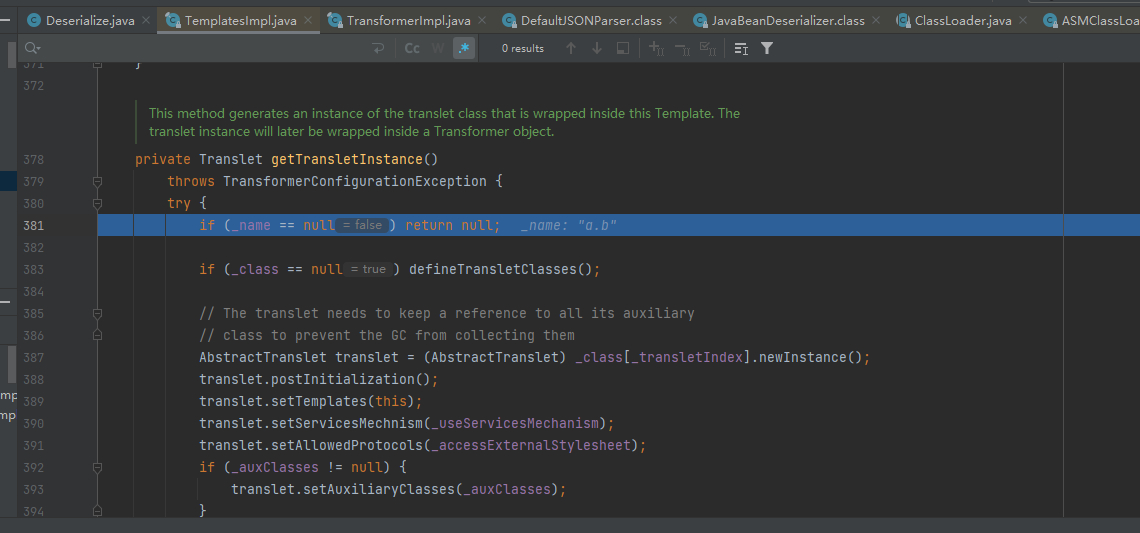 Deserialize.java TemplatesImpl.java TransformerImpl.java DefaultJSONParser.class JavaBeanDeserializer.class ClassLoader.java ASMClassLoa
Cc W .* 0 results
371 }
372
This method generates an instance of the translet class that is wrapped inside this Template. The
translet instance will later be wrapped inside a Transformer object.
378 private Translet getTransletInstance()
379 throws TransformerConfigurationException {
380 try {
381 if (_name == null = false ) return null; _name: "a.b"
382
383 if (_class == null = true ) defineTransletClasses();
384
385 // The translet needs to keep a reference to all its auxiliary
386 // class to prevent the GC from collecting them
387 AbstractTranslet translet = (AbstractTranslet) _class[_transletIndex].newInstance();
388 translet.postInitialization();
389 translet.setTemplates(this);
mp 390 translet.setServicesMechnism(_useServicesMechanism);
mp 391 translet.setAllowedProtocols(_accessExternalStylesheet);
392 if (_auxClasses != null) {
393 translet.setAuxiliaryClasses(_auxClasses);
394 }